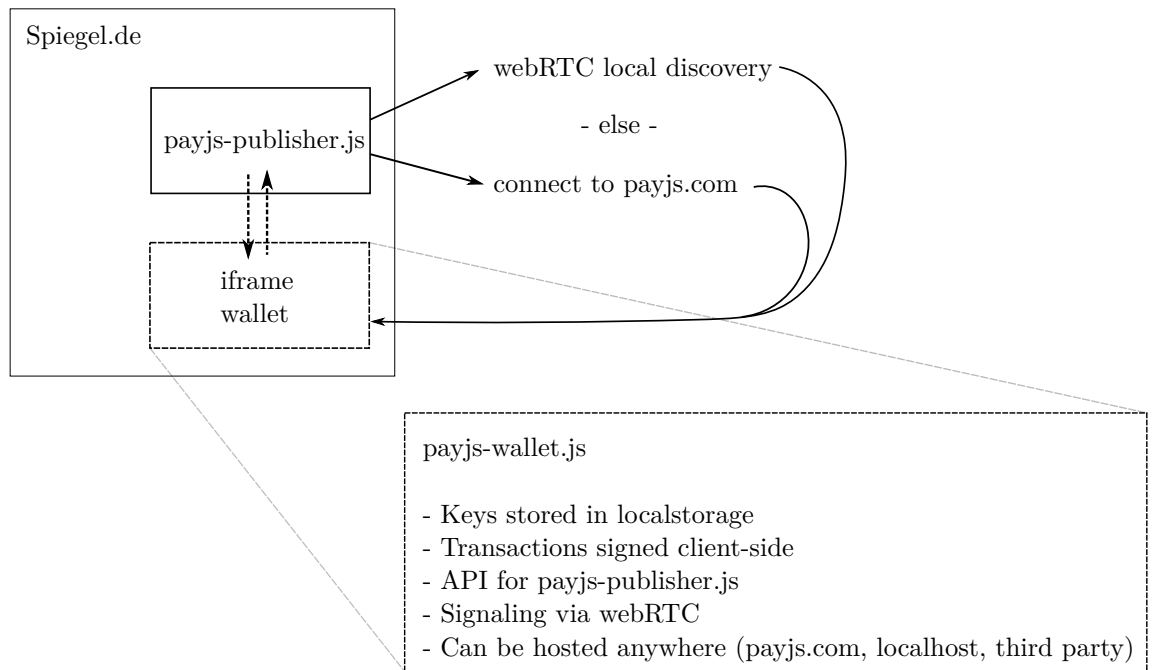 Spiegel.de
webRTC local discovery
payjs-publisher.js
- else -
connect to payjs.com
iframe
wallet
payjs-wallet.js
- Keys stored in localstorage
- Transactions signed client-side
- API for payjs-publisher.js
- Signaling via webRTC
- Can be hosted anywhere (payjs.com, localhost, third party)